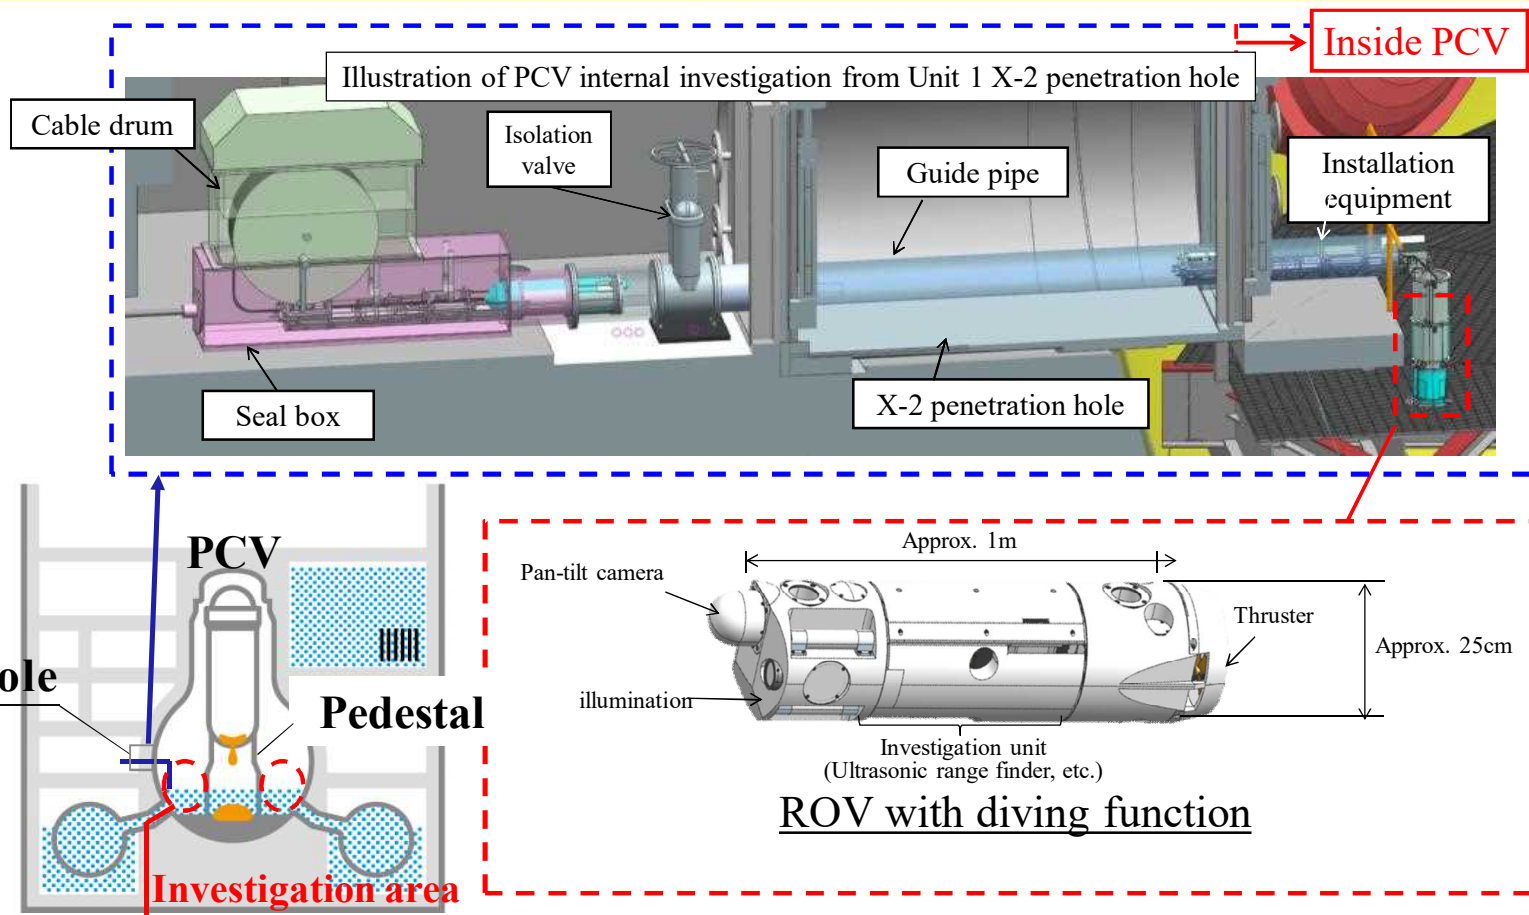 Inside PCV
Illustration of PCV internal investigation from Unit 1 X-2 penetration hole
Cable drum
Isolation
valve
Guide pipe
Installation
equipment
Seal box
X-2 penetration hole
PCV
ole
Pedestal
Investigation area
Approx. 1m
Pan-tilt camera
Thruster
Approx. 25cm
illumination
Investigation unit
(Ultrasonic range finder, etc.)
ROV with diving function